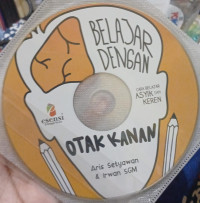 BELAJAR
DENGAN
CARA BELAJAR
ASYIK DAN
KEREN
OTAK KANAN
esensi
Aris Setyawan
& Irwan SGM